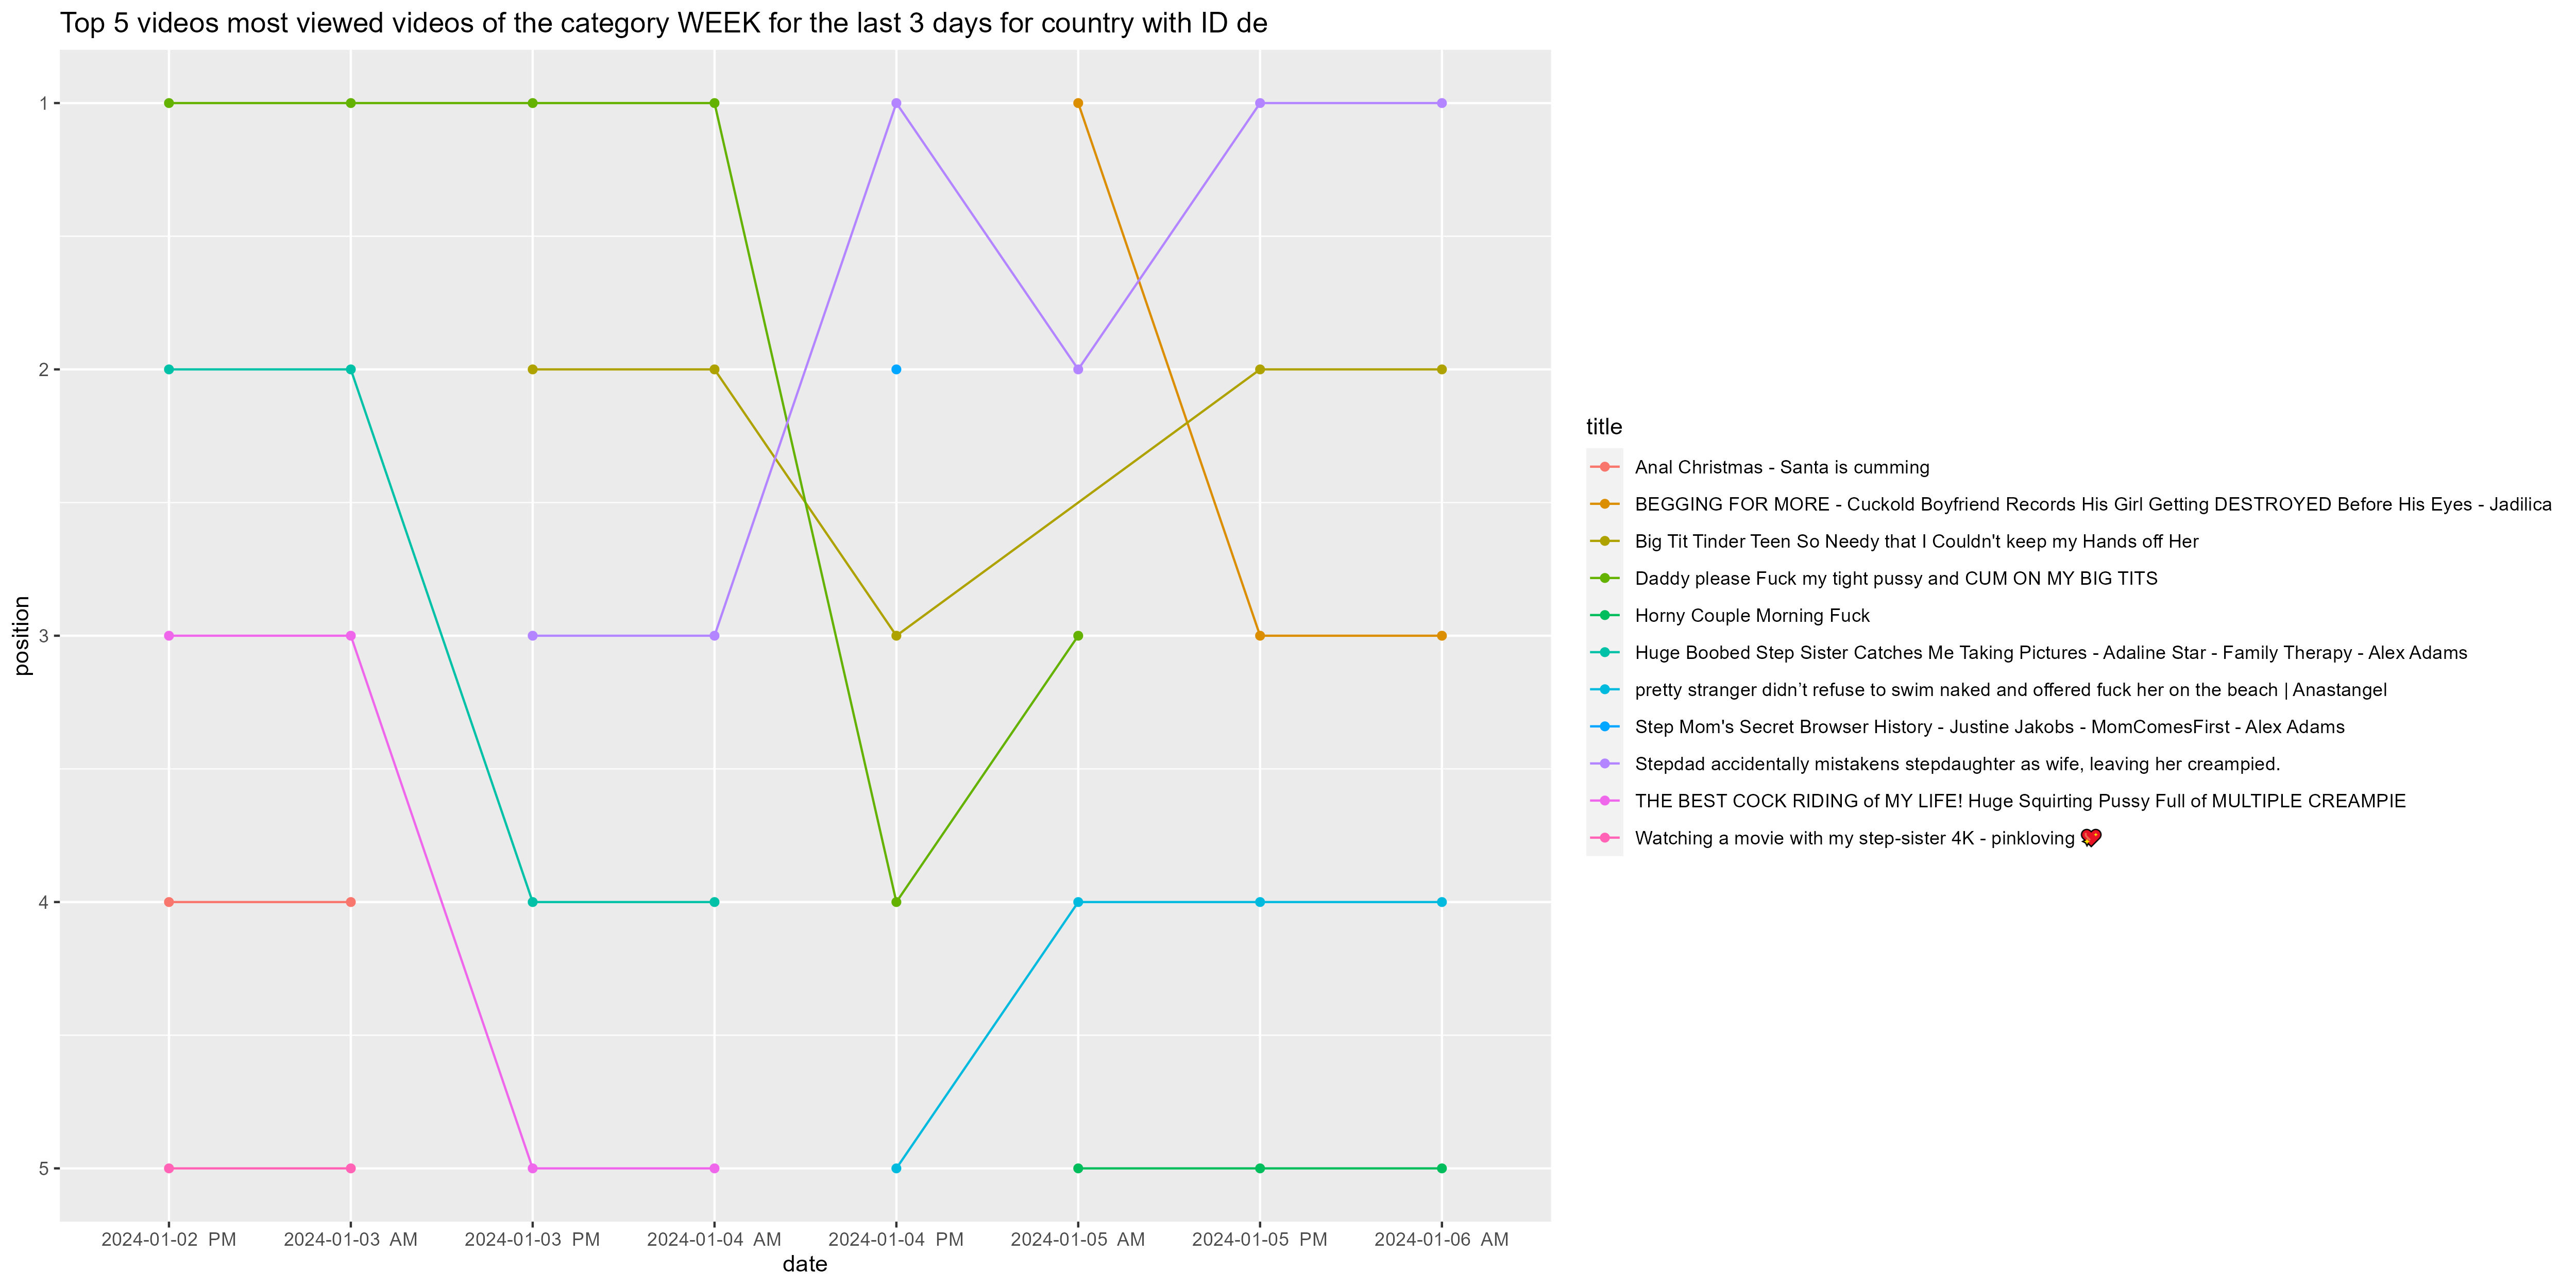 Top 5 videos most viewed videos of the category WEEK for the last 3 days for country with ID de
position
1
2
3
4
5
2024-01-02 PM
2024-01-03 AM
2024-01-03 PM
2024-01-04 AM
2024-01-04 PM
2024-01-05 AM
2024-01-05 PM
2024-01-06 AM
date
title
Anal Christmas - Santa is cumming
BEGGING FOR MORE - Cuckold Boyfriend Records His Girl Getting DESTROYED Before His Eyes - Jadilica
Big Tit Tinder Teen So Needy that I Couldn't keep my Hands off Her
Daddy please Fuck my tight pussy and CUM ON MY BIG TITS
Horny Couple Morning Fuck
Huge Boobed Step Sister Catches Me Taking Pictures - Adaline Star - Family Therapy - Alex Adams
pretty stranger didn’t refuse to swim naked and offered fuck her on the beach | Anastangel
Step Mom's Secret Browser History - Justine Jakobs - MomComesFirst - Alex Adams
Stepdad accidentally mistakens stepdaughter as wife, leaving her creampied.
THE BEST COCK RIDING of MY LIFE! Huge Squirting Pussy Full of MULTIPLE CREAMPIE
Watching a movie with my step-sister 4K - pinkloving 💖